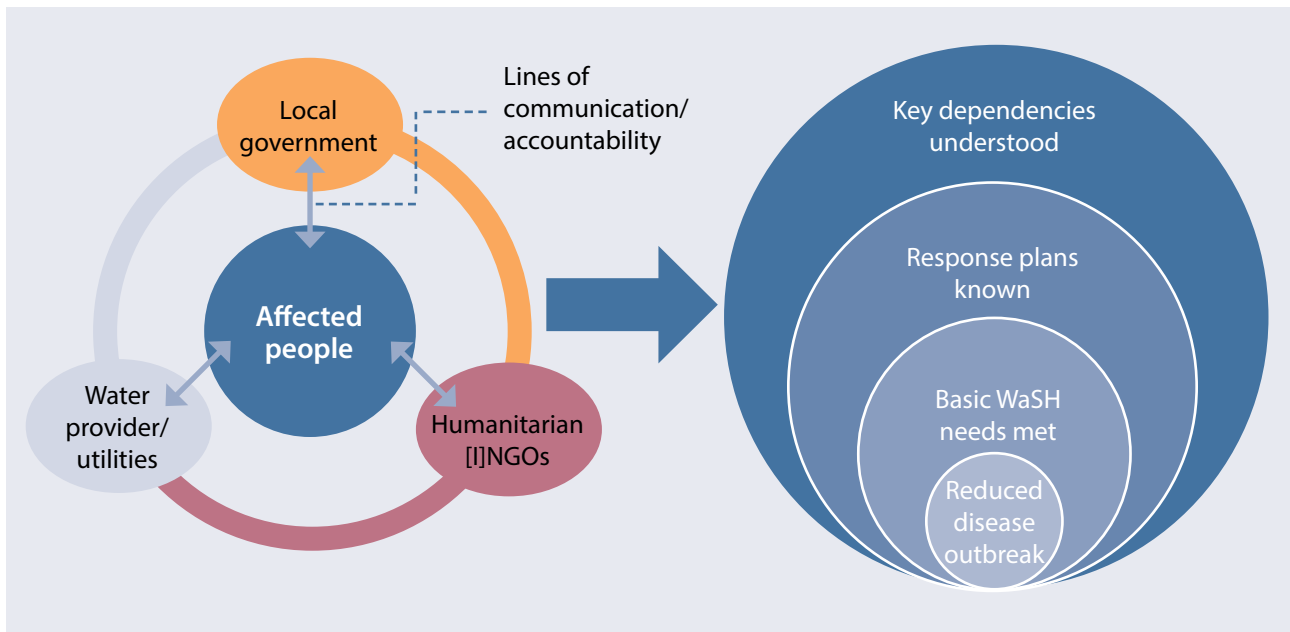 Local
government
Lines of
communication/
accountability
Affected
people
Water
provider/
utilities
Humanitarian
[I]NGOs
Key dependencies
understood
Response plans
known
Basic WaSH
needs met
Reduced
disease
outbreak